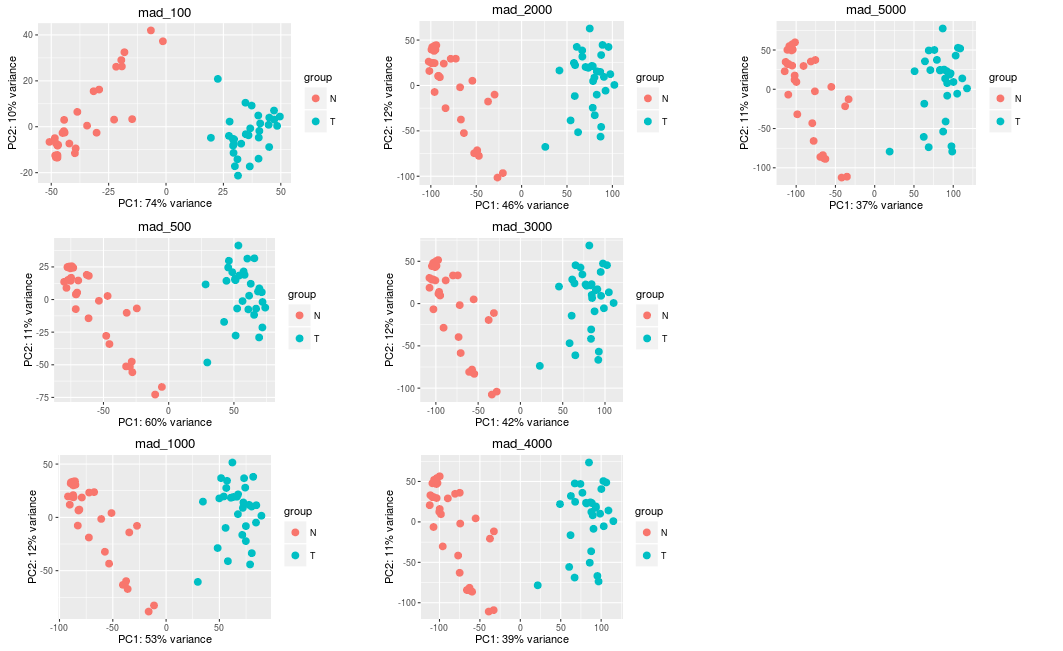 mad_100
PC2: 10% variance
40
20
0
-20
-50
-25
0
25
50
PC1: 74% variance
group
N
T
mad_2000
PC2: 12% variance
50
0
-50
-100
-100
-50
0
50
100
PC1: 46% variance
group
N
T
mad_5000
PC2: 11% variance
50
0
-50
-100
-100
-50
0
50
100
PC1: 37% variance
group
N
T
mad_500
PC2: 11% variance
25
0
-25
-50
-75
-50
0
50
PC1: 60% variance
group
N
T
mad_3000
PC2: 12% variance
50
0
-50
-100
-100
-50
0
50
100
PC1: 42% variance
group
N
T
mad_1000
PC2: 12% variance
50
0
-50
-100
-50
0
50
100
PC1: 53% variance
group
N
T
mad_4000
PC2: 11% variance
50
0
-50
-100
-100
-50
0
50
100
PC1: 39% variance
group
N
T